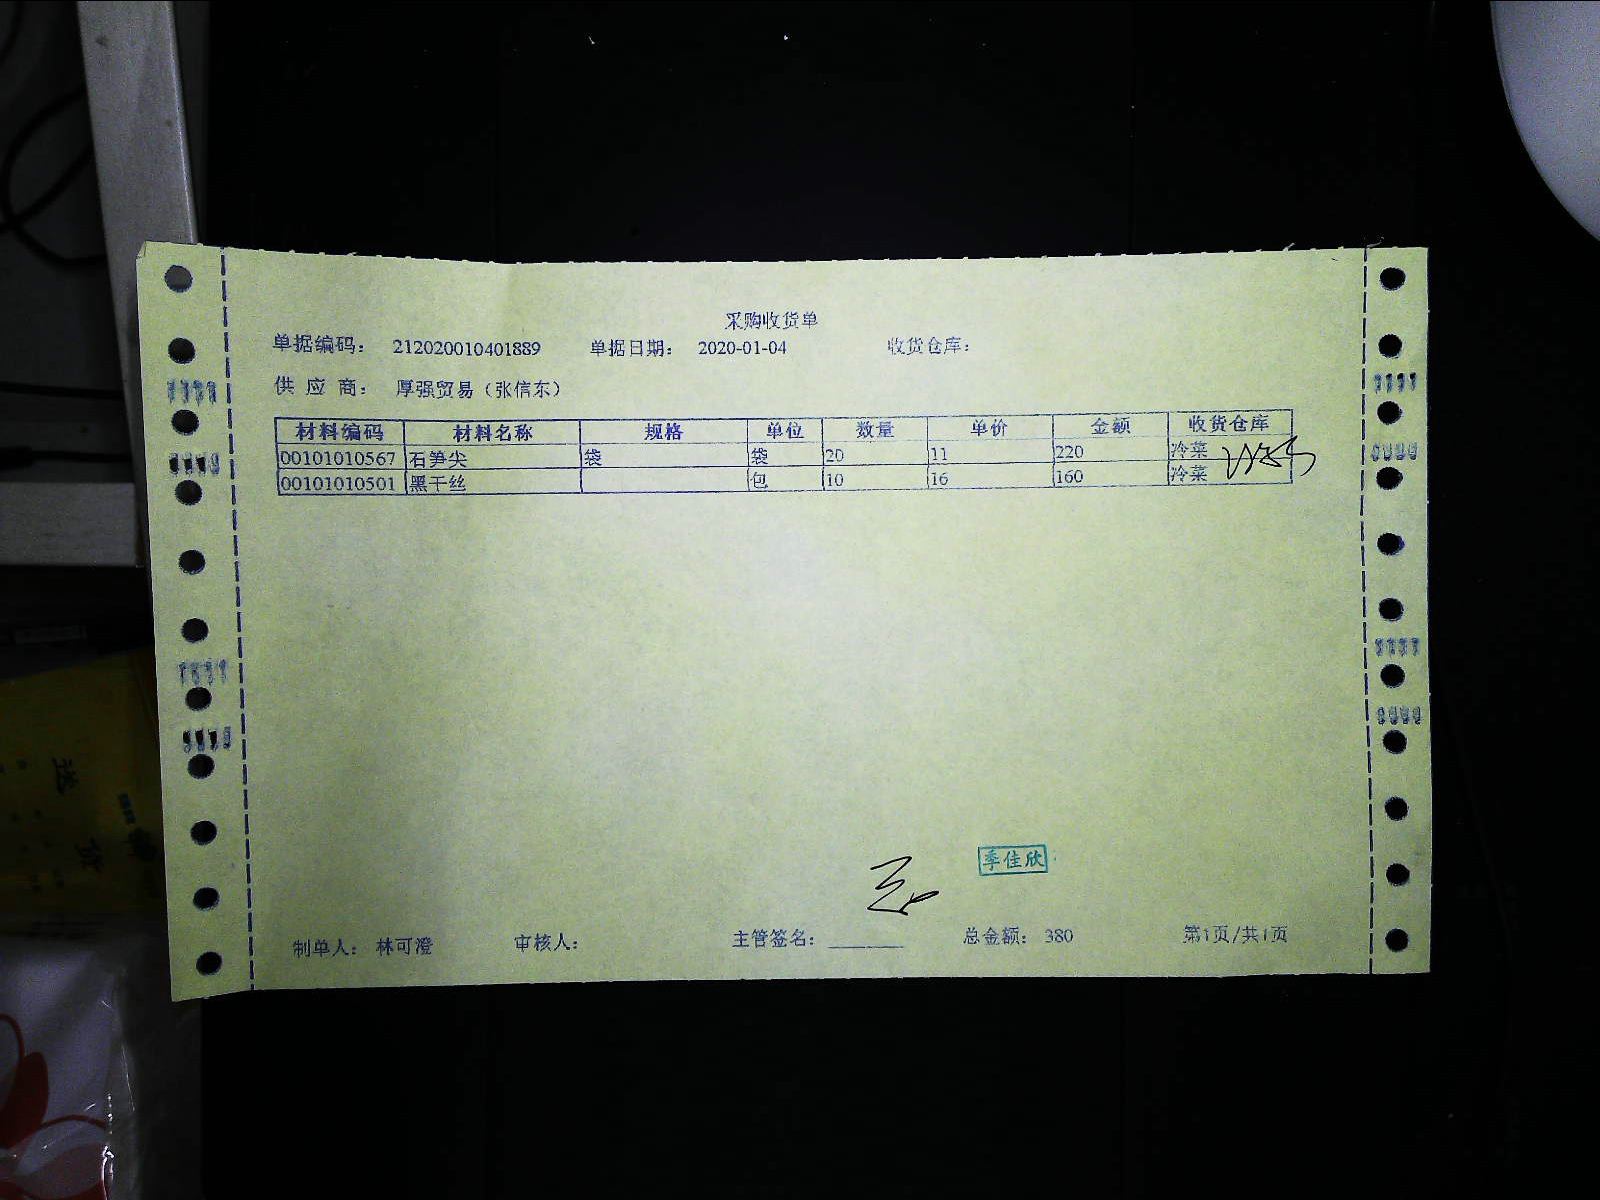 采购收货单
单据编码： 212020010401889 单据日期： 2020-01-04 收货仓库：
供 应 商： 厚强贸易（张信东）
材料编码 材料名称 规格 单位 数量 单价 金额 收货仓库
00101010567 石笋尖 袋 袋 20 11 220 冷菜
00101010501 黑干丝 包 10 16 160 冷菜
季佳欣
制单人： 林可澄 审核人： 主管签名： 总金额： 380 第1页/共1页
送
货